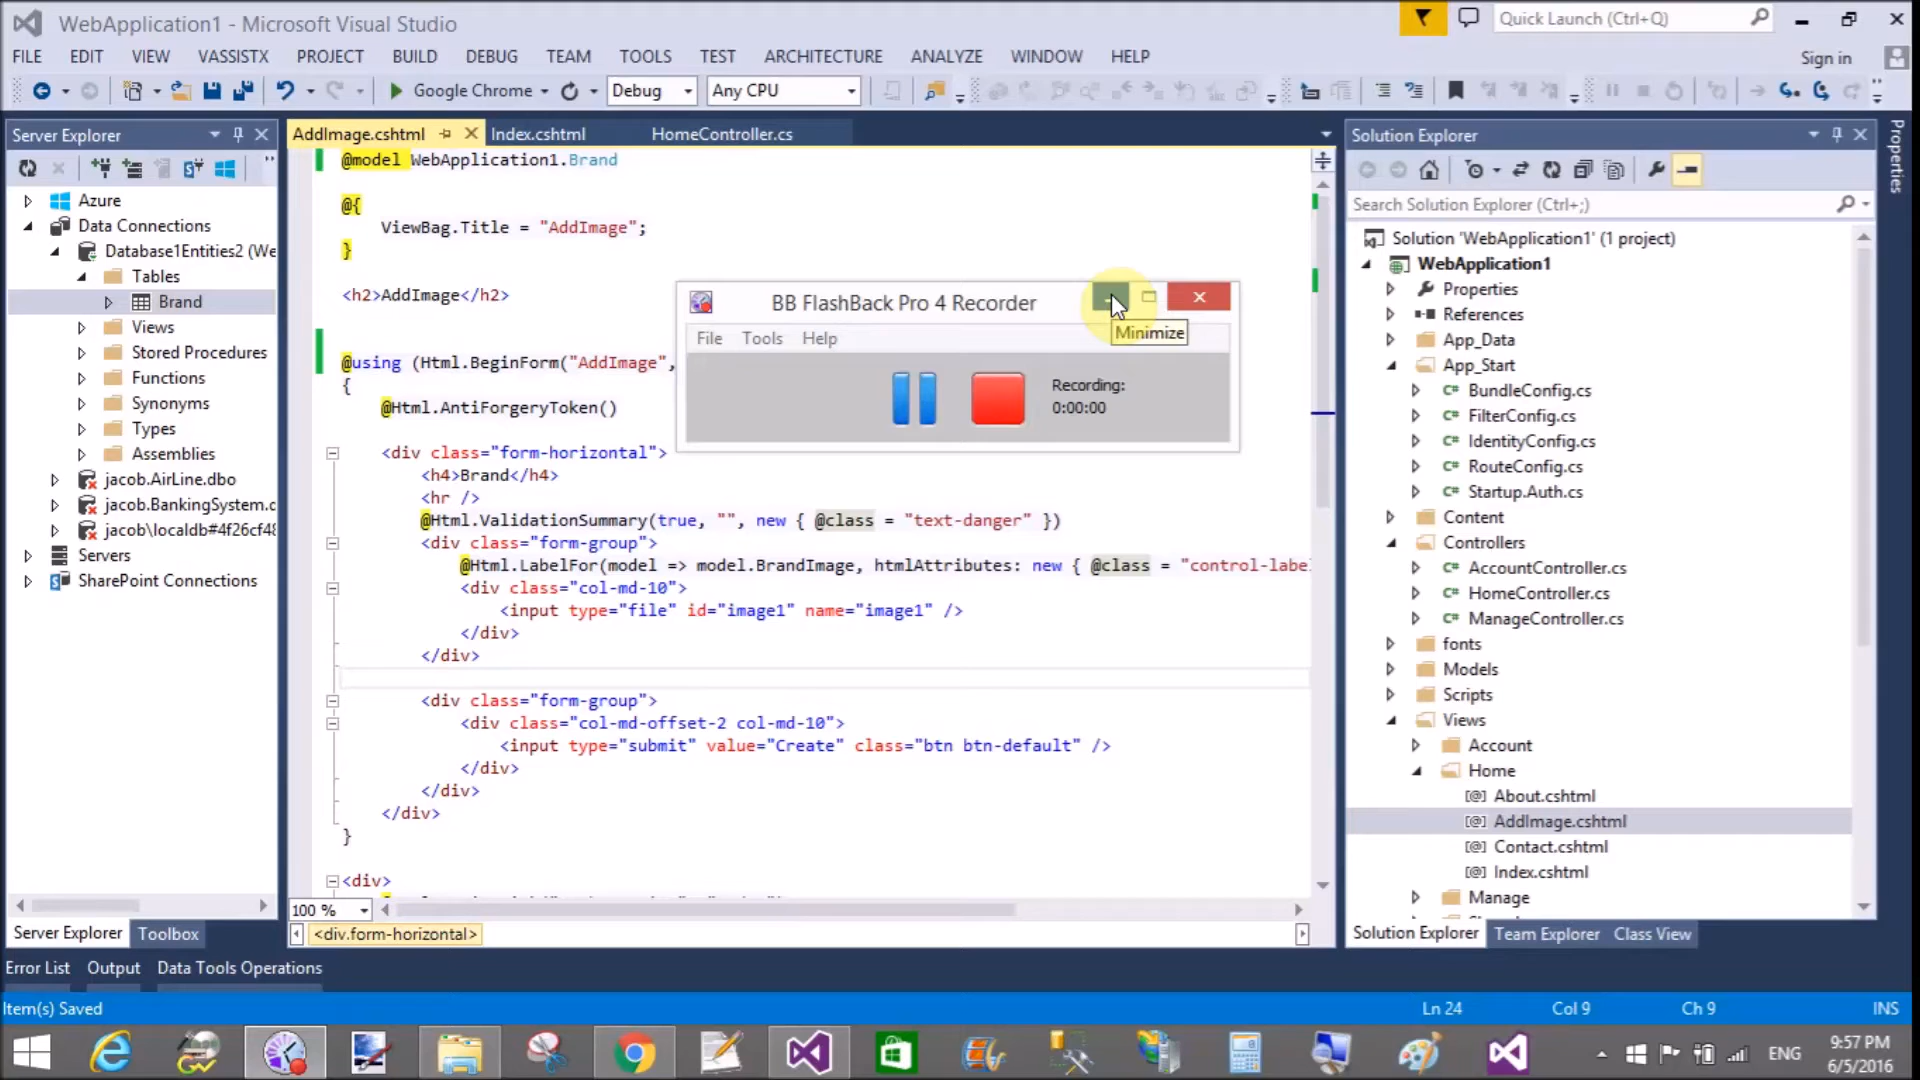 WebApplication1 - Microsoft Visual Studio
Quick Launch (Ctrl+Q)
FILE EDIT VIEW VASSISTX PROJECT BUILD DEBUG TEAM TOOLS TEST ARCHITECTURE ANALYZE WINDOW HELP
Sign in
Google Chrome Debug Any CPU
Server Explorer
Azure
Data Connections
Database1Entities2 (We
Tables
Brand
Views
Stored Procedures
Functions
Synonyms
Types
Assemblies
jacob.AirLine.dbo
jacob.BankingSystem.c
jacob\localdb#4f26cf48
Servers
SharePoint Connections
Server Explorer Toolbox
AddImage.cshtml Index.cshtml HomeController.cs
@model WebApplication1.Brand
@{
ViewBag.Title = "AddImage";
}
<h2>AddImage</h2>
@using (Html.BeginForm("AddImage",
{
@Html.AntiForgeryToken()
<div class="form-horizontal">
<h4>Brand</h4>
<hr />
@Html.ValidationSummary(true, "", new { @class = "text-danger" })
<div class="form-group">
@Html.LabelFor(model => model.BrandImage, htmlAttributes: new { @class = "control-labe
<div class="col-md-10">
<input type="file" id="image1" name="image1" />
</div>
</div>
<div class="form-group">
<div class="col-md-offset-2 col-md-10">
<input type="submit" value="Create" class="btn btn-default" />
</div>
</div>
</div>
}
<div>
100 %
<div.form-horizontal>
BB FlashBack Pro 4 Recorder
Minimize
File Tools Help
Recording:
0:00:00
Solution Explorer
Search Solution Explorer (Ctrl+;)
Solution 'WebApplication1' (1 project)
WebApplication1
Properties
References
App_Data
App_Start
C# BundleConfig.cs
C# FilterConfig.cs
C# IdentityConfig.cs
C# RouteConfig.cs
C# Startup.Auth.cs
Content
Controllers
C# AccountController.cs
C# HomeController.cs
C# ManageController.cs
fonts
Models
Scripts
Views
Account
Home
[@] About.cshtml
[@] AddImage.cshtml
[@] Contact.cshtml
[@] Index.cshtml
Manage
Solution Explorer Team Explorer Class View
Properties
Error List Output Data Tools Operations
Item(s) Saved
Ln 24 Col 9 Ch 9 INS
ENG
9:57 PM
6/5/2016